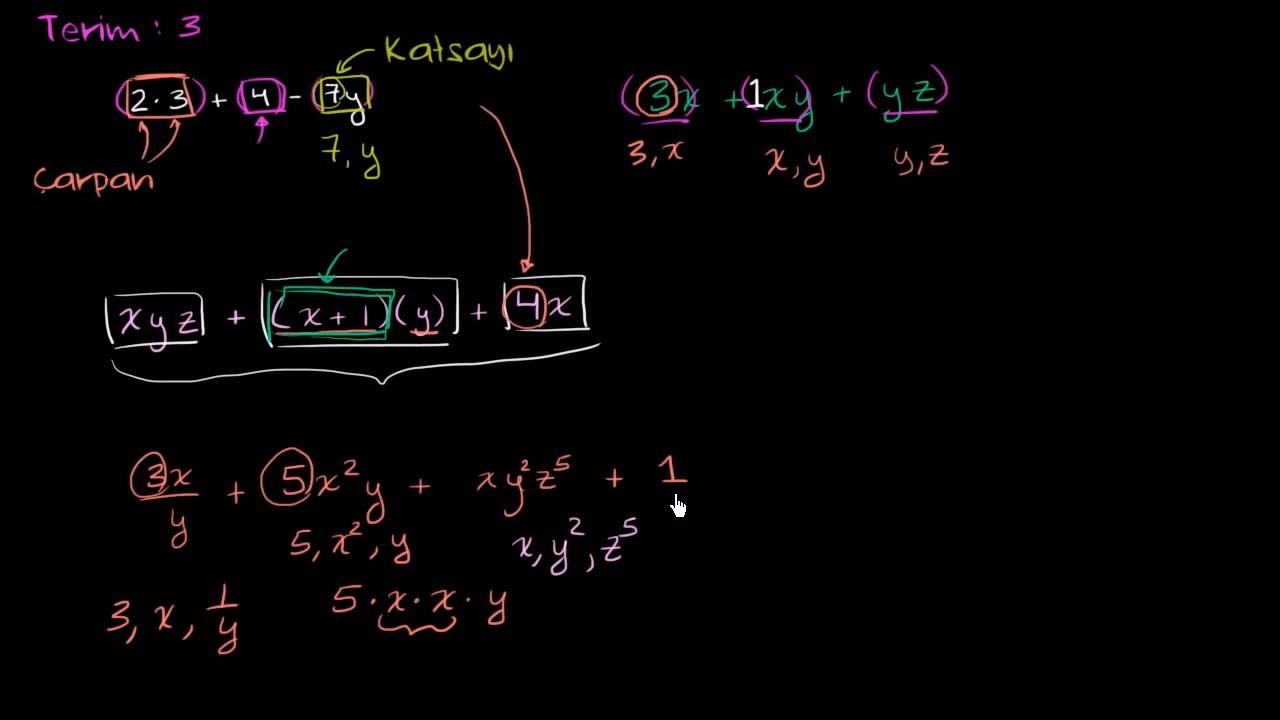 Terim : 3
Katsayı
(2·3) + 4 - (7y)
(3x) + (1xy) + (yz)
7, y
3, x x, y y, z
Çarpan
xyz + (x+1)(y) + 4x
3x/y + 5x²y + xy²z⁵ + 1
5, x², y x, y², z⁵
3, x, 1/y 5·x·x·y